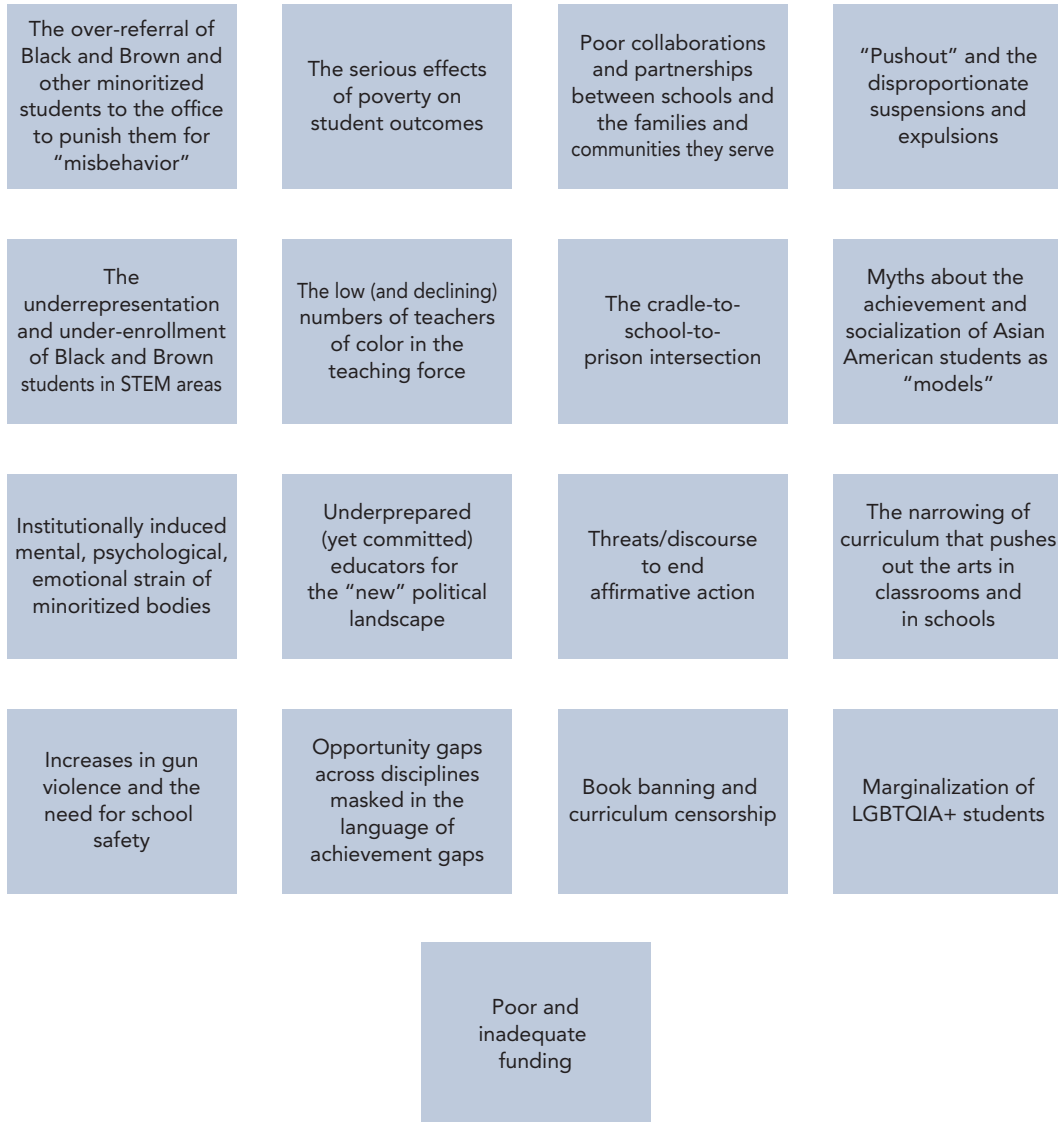 The over-referral of
Black and Brown and
other minoritized
students to the office
to punish them for
“misbehavior”
The serious effects
of poverty on
student outcomes
Poor collaborations
and partnerships
between schools and
the families and
communities they serve
“Pushout” and the
disproportionate
suspensions and
expulsions
The
underrepresentation
and under-enrollment
of Black and Brown
students in STEM areas
The low (and declining)
numbers of teachers
of color in the
teaching force
The cradle-to-
school-to-
prison intersection
Myths about the
achievement and
socialization of Asian
American students as
“models”
Institutionally induced
mental, psychological,
emotional strain of
minoritized bodies
Underprepared
(yet committed)
educators for
the “new” political
landscape
Threats/discourse
to end
affirmative action
The narrowing of
curriculum that pushes
out the arts in
classrooms and
in schools
Increases in gun
violence and the
need for school
safety
Opportunity gaps
across disciplines
masked in the
language of
achievement gaps
Book banning and
curriculum censorship
Marginalization of
LGBTQIA+ students
Poor and
inadequate
funding